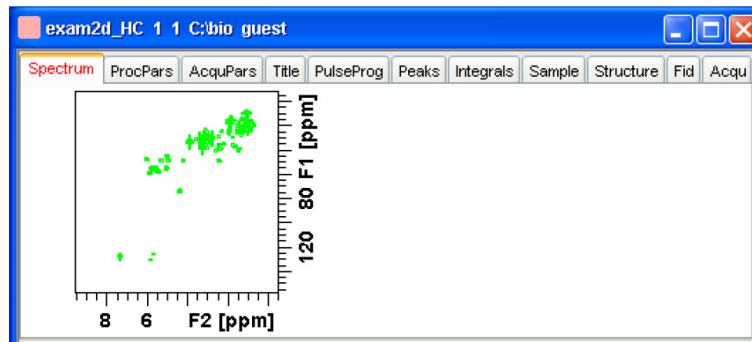 exam2d_HC 1 1 C:\bio guest
Spectrum ProcPars AcquPars Title PulseProg Peaks Integrals Sample Structure Fid Acqu
F1 [ppm]
80
120
8 6 F2 [ppm]